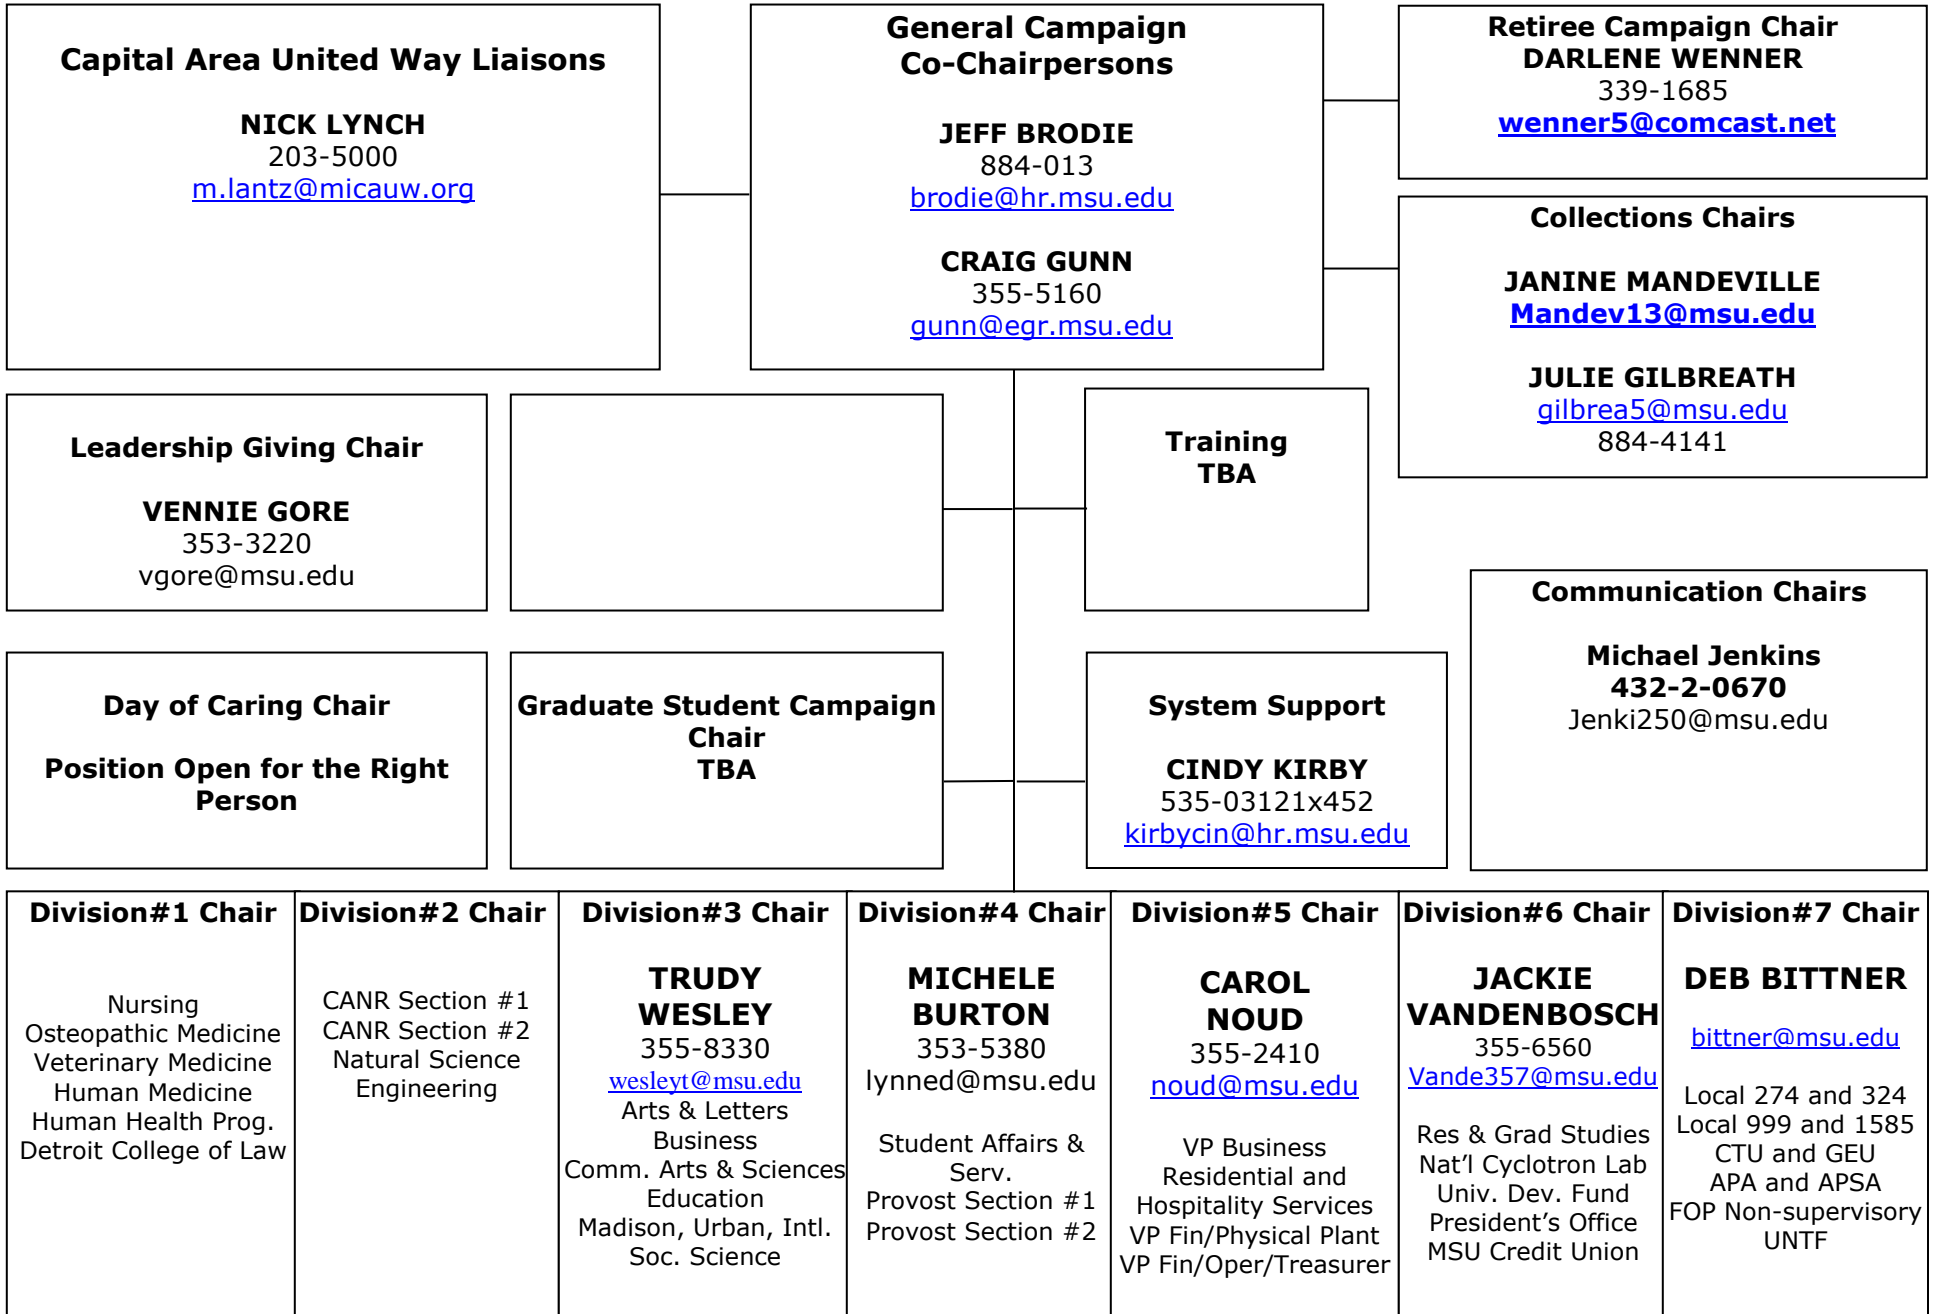 Capital Area United Way Liaisons
NICK LYNCH
203-5000
m.lantz@micauw.org
General Campaign
Co-Chairpersons
JEFF BRODIE
884-013
brodie@hr.msu.edu
CRAIG GUNN
355-5160
gunn@egr.msu.edu
Retiree Campaign Chair
DARLENE WENNER
339-1685
wenner5@comcast.net
Collections Chairs
JANINE MANDEVILLE
Mandev13@msu.edu
JULIE GILBREATH
gilbrea5@msu.edu
884-4141
Leadership Giving Chair
VENNIE GORE
353-3220
vgore@msu.edu
Training
TBA
Communication Chairs
Michael Jenkins
432-2-0670
Jenki250@msu.edu
Day of Caring Chair
Position Open for the Right
Person
Graduate Student Campaign
Chair
TBA
System Support
CINDY KIRBY
535-03121x452
kirbycin@hr.msu.edu
Division#1 Chair
Nursing
Osteopathic Medicine
Veterinary Medicine
Human Medicine
Human Health Prog.
Detroit College of Law
Division#2 Chair
CANR Section #1
CANR Section #2
Natural Science
Engineering
Division#3 Chair
TRUDY
WESLEY
355-8330
wesleyt@msu.edu
Arts & Letters
Business
Comm. Arts & Sciences
Education
Madison, Urban, Intl.
Soc. Science
Division#4 Chair
MICHELE
BURTON
353-5380
lynned@msu.edu
Student Affairs &
Serv.
Provost Section #1
Provost Section #2
Division#5 Chair
CAROL
NOUD
355-2410
noud@msu.edu
VP Business
Residential and
Hospitality Services
VP Fin/Physical Plant
VP Fin/Oper/Treasurer
Division#6 Chair
JACKIE
VANDENBOSCH
355-6560
Vande357@msu.edu
Res & Grad Studies
Nat’l Cyclotron Lab
Univ. Dev. Fund
President’s Office
MSU Credit Union
Division#7 Chair
DEB BITTNER
bittner@msu.edu
Local 274 and 324
Local 999 and 1585
CTU and GEU
APA and APSA
FOP Non-supervisory
UNTF